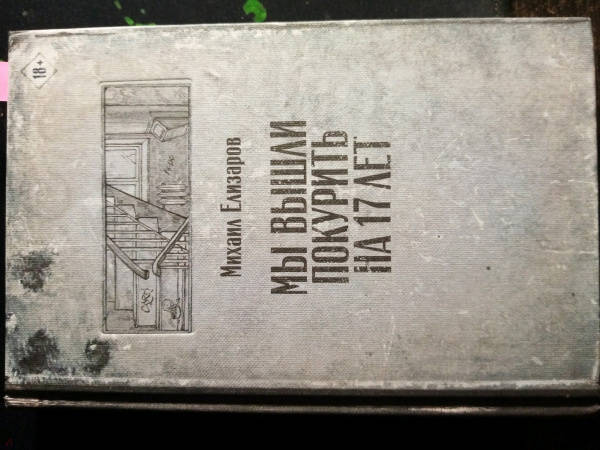 18+
Михаил Елизаров
МЫ ВЫШЛИ
ПОКУРИТЬ
НА 17 ЛЕТ